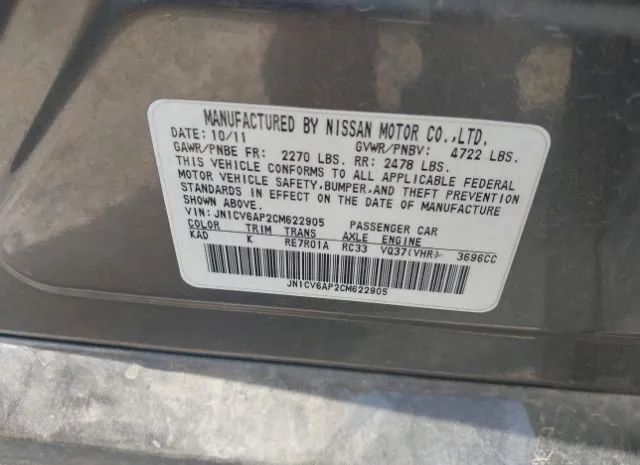 MANUFACTURED BY NISSAN MOTOR CO.,LTD.
DATE: 10/11 GVWR/PNBV: 4722 LBS.
GAWR/PNBE FR: 2270 LBS. RR: 2478 LBS.
THIS VEHICLE CONFORMS TO ALL APPLICABLE FEDERAL
MOTOR VEHICLE SAFETY,BUMPER,AND THEFT PREVENTION
STANDARDS IN EFFECT ON THE DATE OF MANUFACTURE
SHOWN ABOVE.
VIN: JN1CV6AP2CM622905 PASSENGER CAR
COLOR TRIM TRANS AXLE ENGINE
KAD K RE7R01A RC33 VQ37(VHR) 3696CC
JN1CV6AP2CM622905